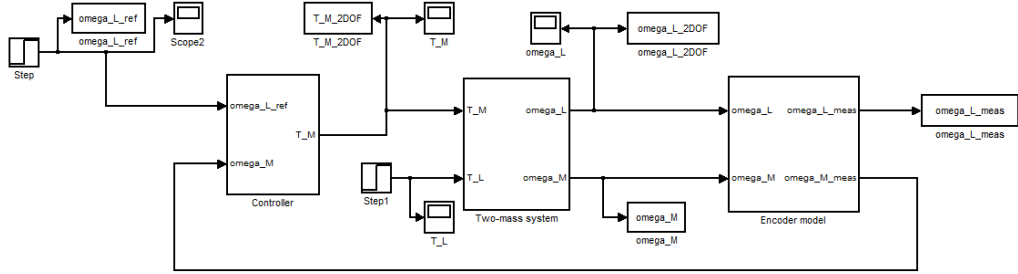 omega_L_ref
omega_L_ref
Scope2
Step
T_M_2DOF
T_M_2DOF
T_M
omega_L
omega_L_2DOF
omega_L_2DOF
omega_L_ref
T_M
omega_M
Controller
Step1
T_L
T_M
omega_L
T_L
omega_M
Two-mass system
omega_M
omega_M
omega_L
omega_L_meas
omega_M
omega_M_meas
Encoder model
omega_L_meas
omega_L_meas